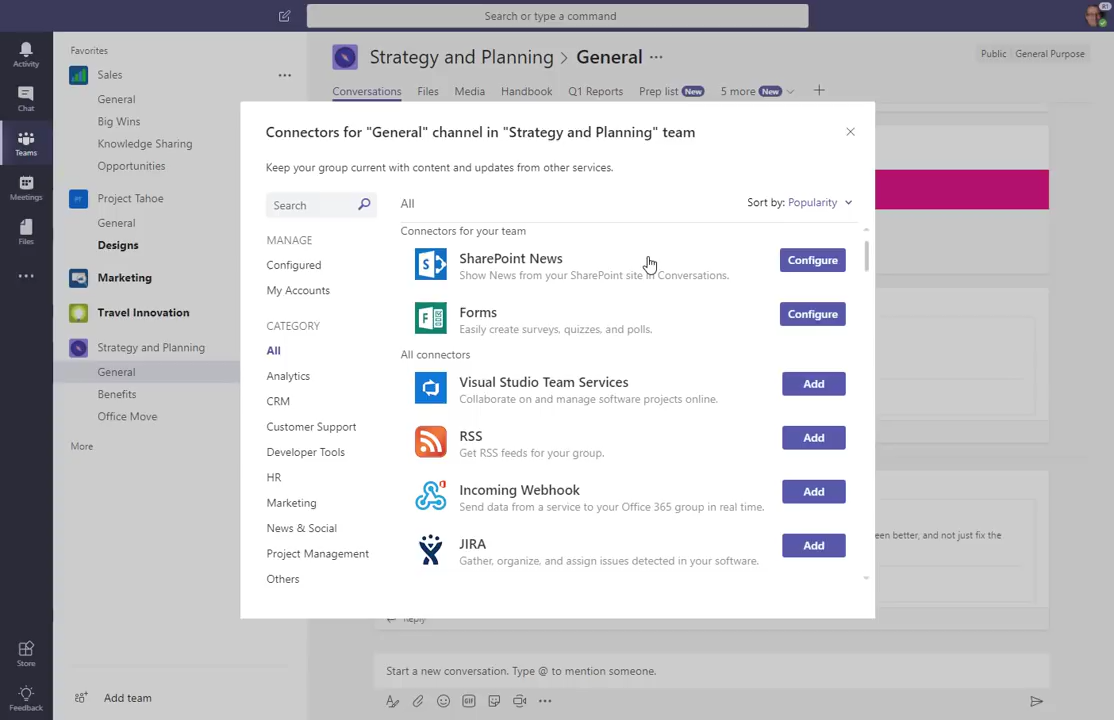 Search or type a command
Activity
Chat
Teams
Meetings
Files
Store
Feedback
Favorites
Sales
General
Big Wins
Knowledge Sharing
Opportunities
Project Tahoe
General
Designs
Marketing
Travel Innovation
Strategy and Planning
General
Benefits
Office Move
More
Add team
Strategy and Planning > General ···
Public General Purpose
Conversations Files Media Handbook Q1 Reports Prep list New 5 more New
Connectors for "General" channel in "Strategy and Planning" team
Keep your group current with content and updates from other services.
Search
MANAGE
Configured
My Accounts
CATEGORY
All
Analytics
CRM
Customer Support
Developer Tools
HR
Marketing
News & Social
Project Management
Others
All
Sort by: Popularity
Connectors for your team
SharePoint News
Show News from your SharePoint site in Conversations.
Configure
Forms
Easily create surveys, quizzes, and polls.
Configure
All connectors
Visual Studio Team Services
Collaborate on and manage software projects online.
Add
RSS
Get RSS feeds for your group.
Add
Incoming Webhook
Send data from a service to your Office 365 group in real time.
Add
JIRA
Gather, organize, and assign issues detected in your software.
Add
een better, and not just fix the
Reply
Start a new conversation. Type @ to mention someone.
GIF